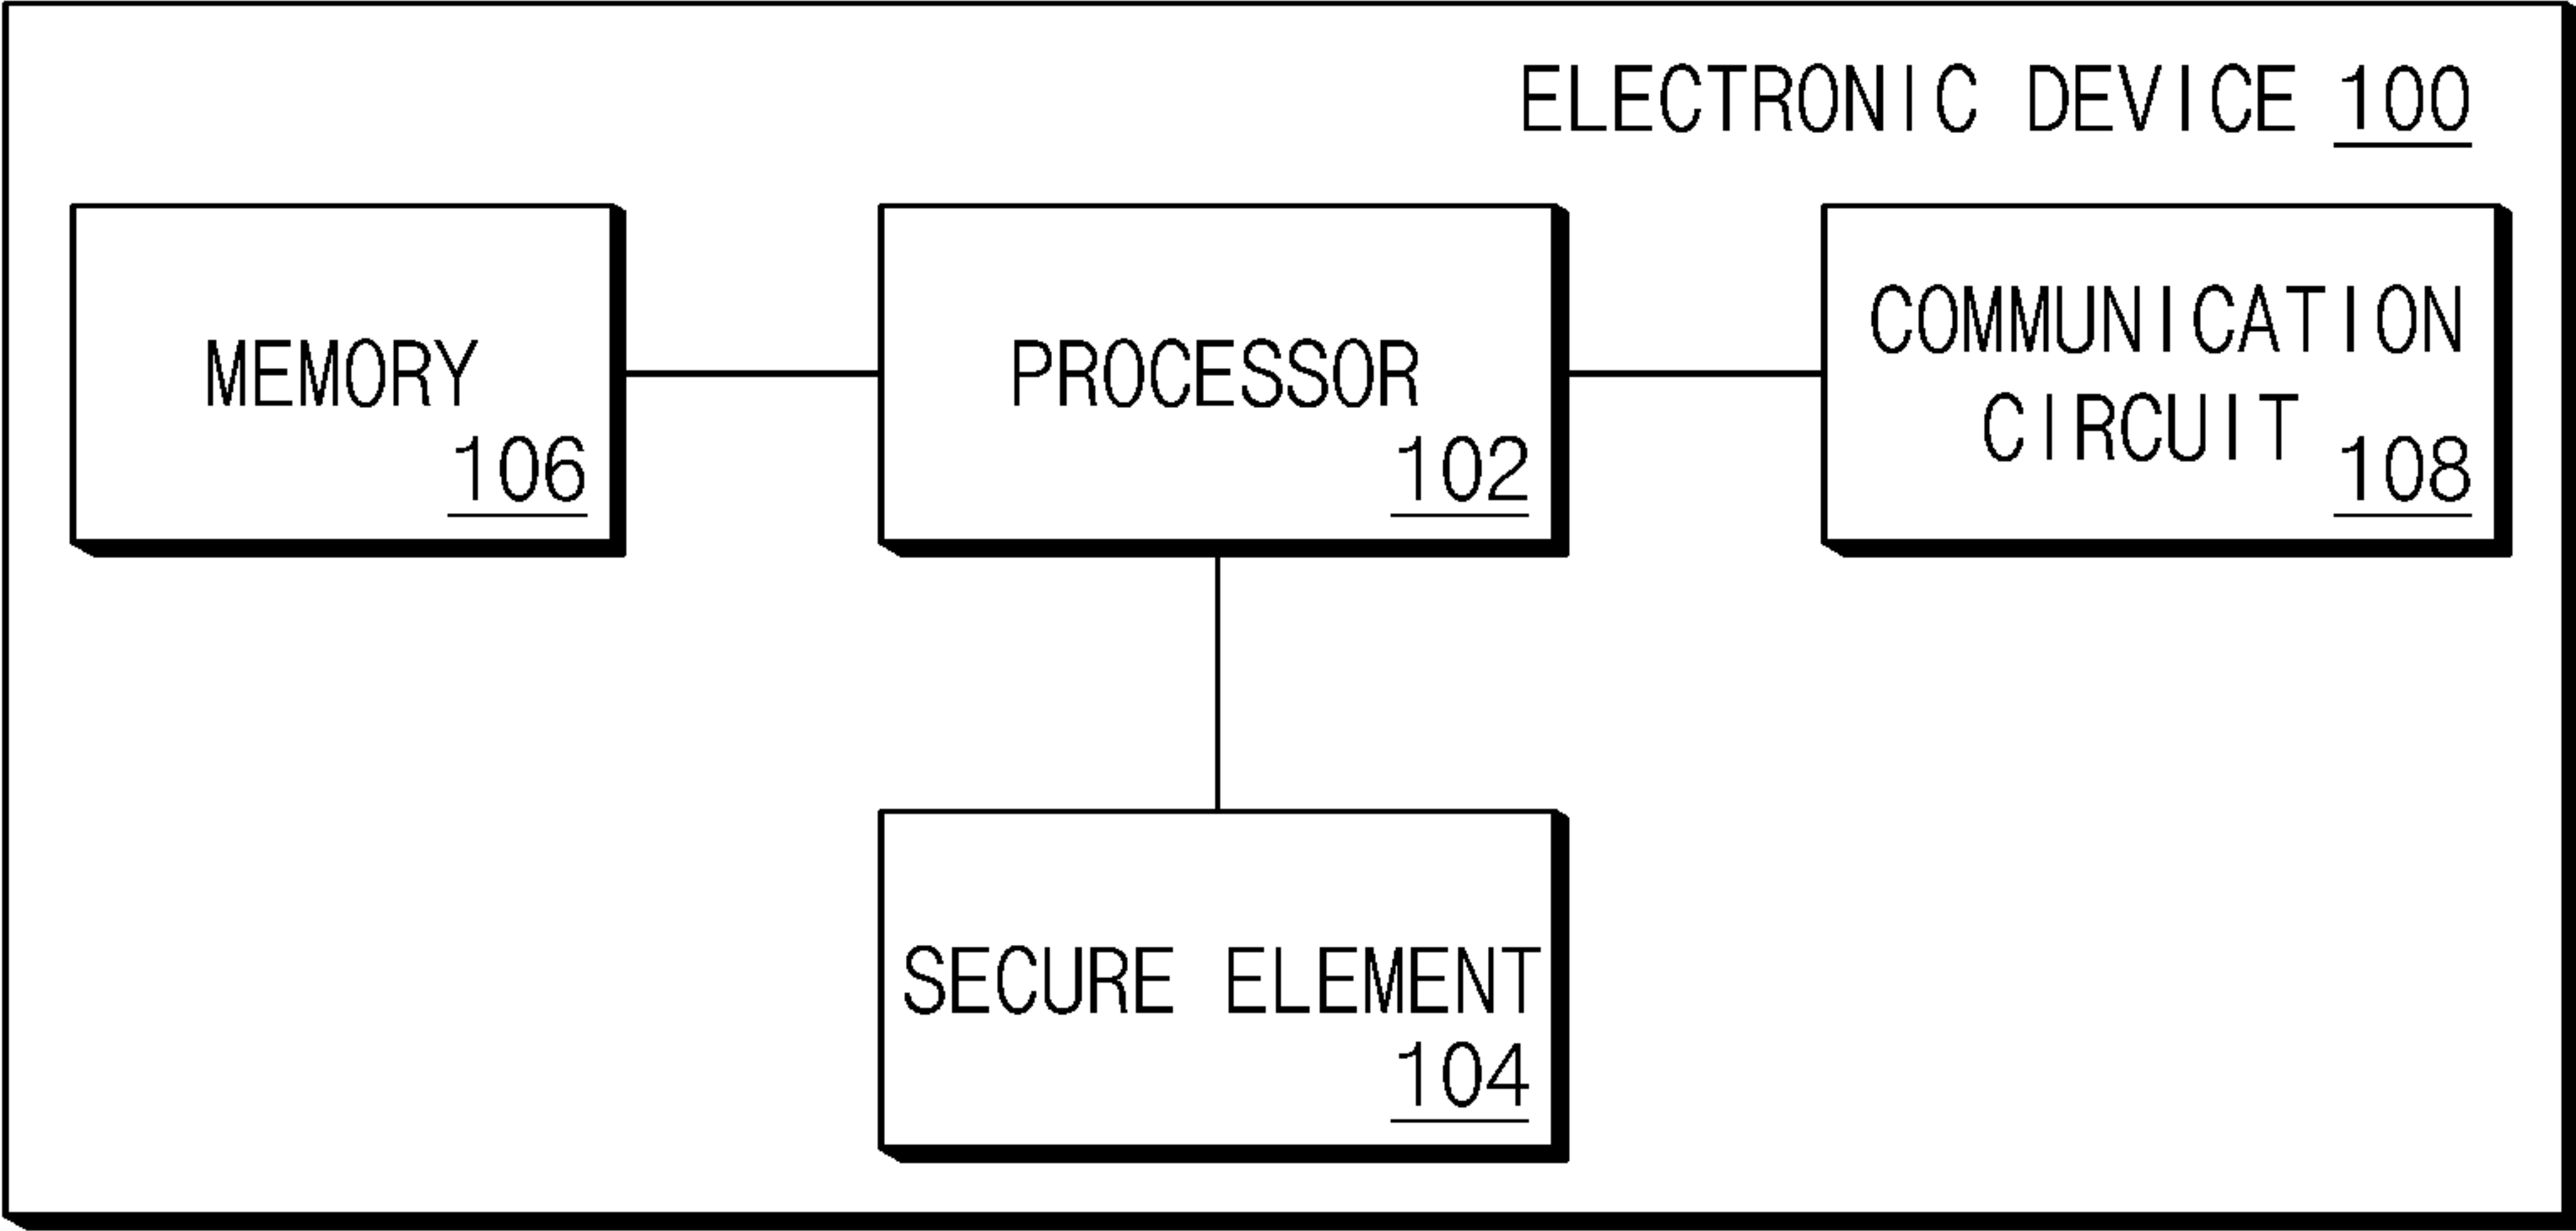 ELECTRONIC DEVICE 100
MEMORY
106
PROCESSOR
102
COMMUNICATION
CIRCUIT
108
SECURE ELEMENT
104